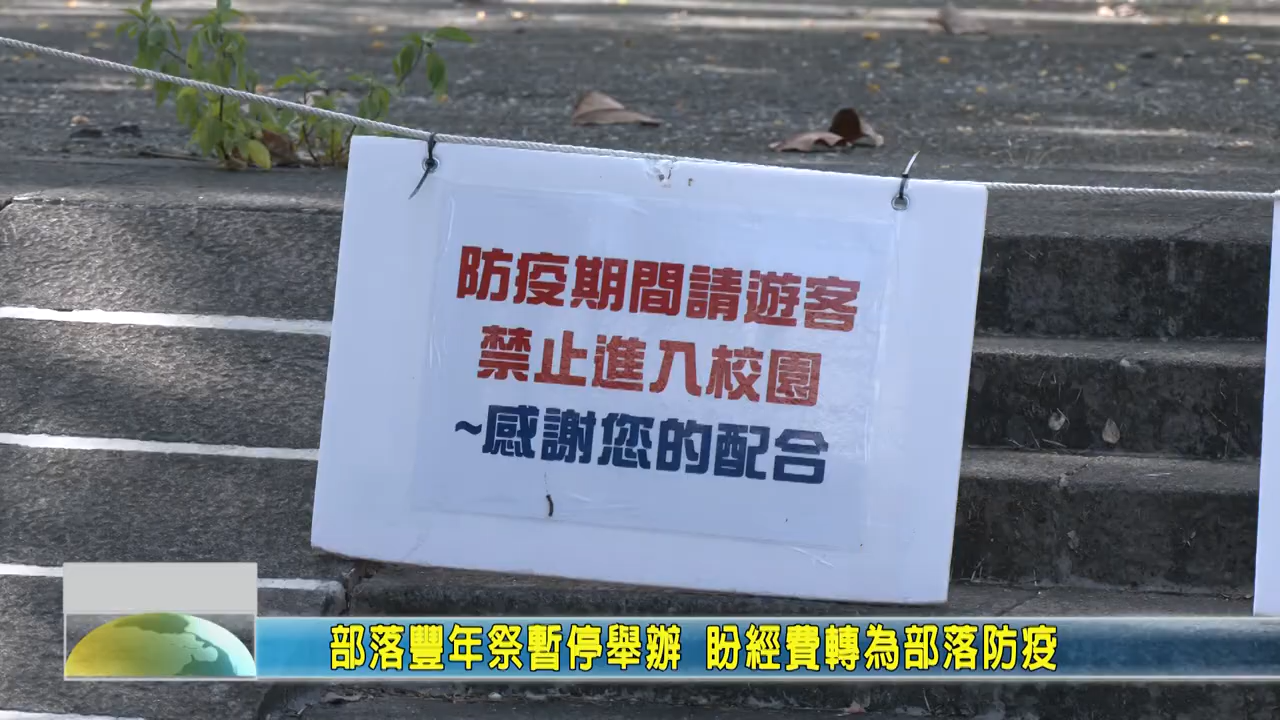 防疫期間請遊客
禁止進入校園
~感謝您的配合
部落豐年祭暫停舉辦 盼經費轉為部落防疫